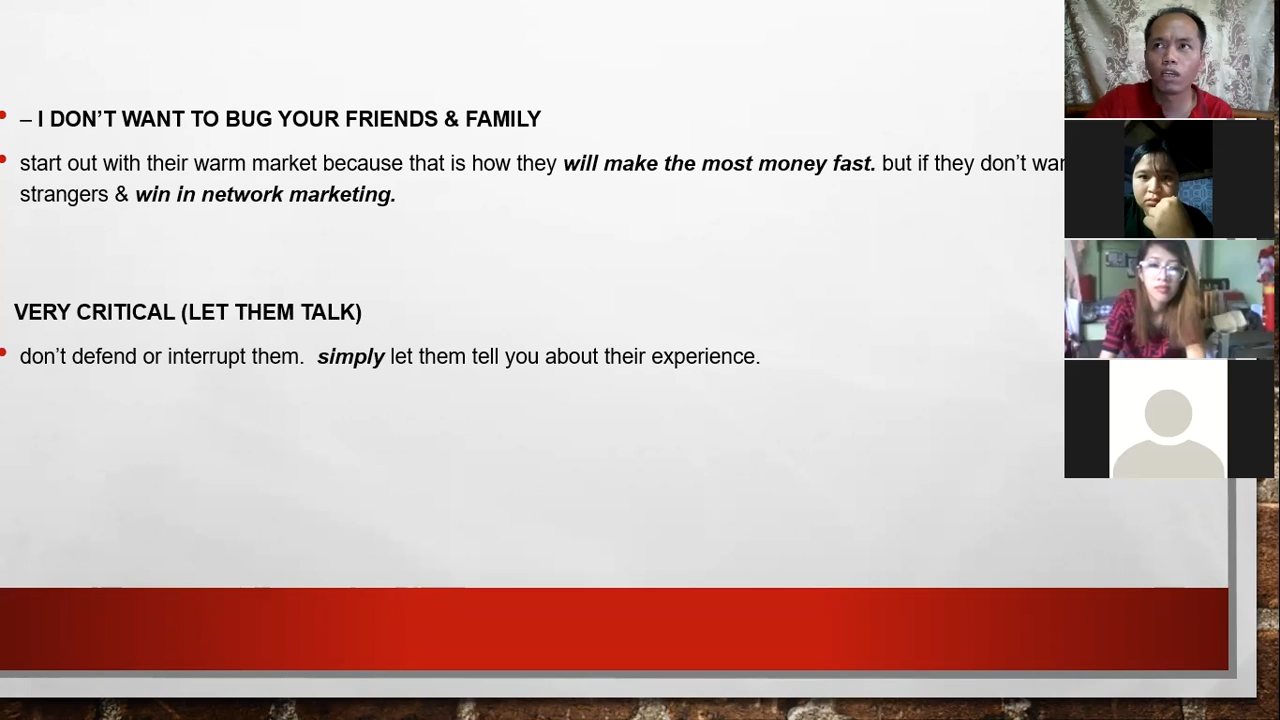 – I DON'T WANT TO BUG YOUR FRIENDS & FAMILY
start out with their warm market because that is how they will make the most money fast. but if they don't
strangers & win in network marketing.
VERY CRITICAL (LET THEM TALK)
don't defend or interrupt them.  simply let them tell you about their experience.